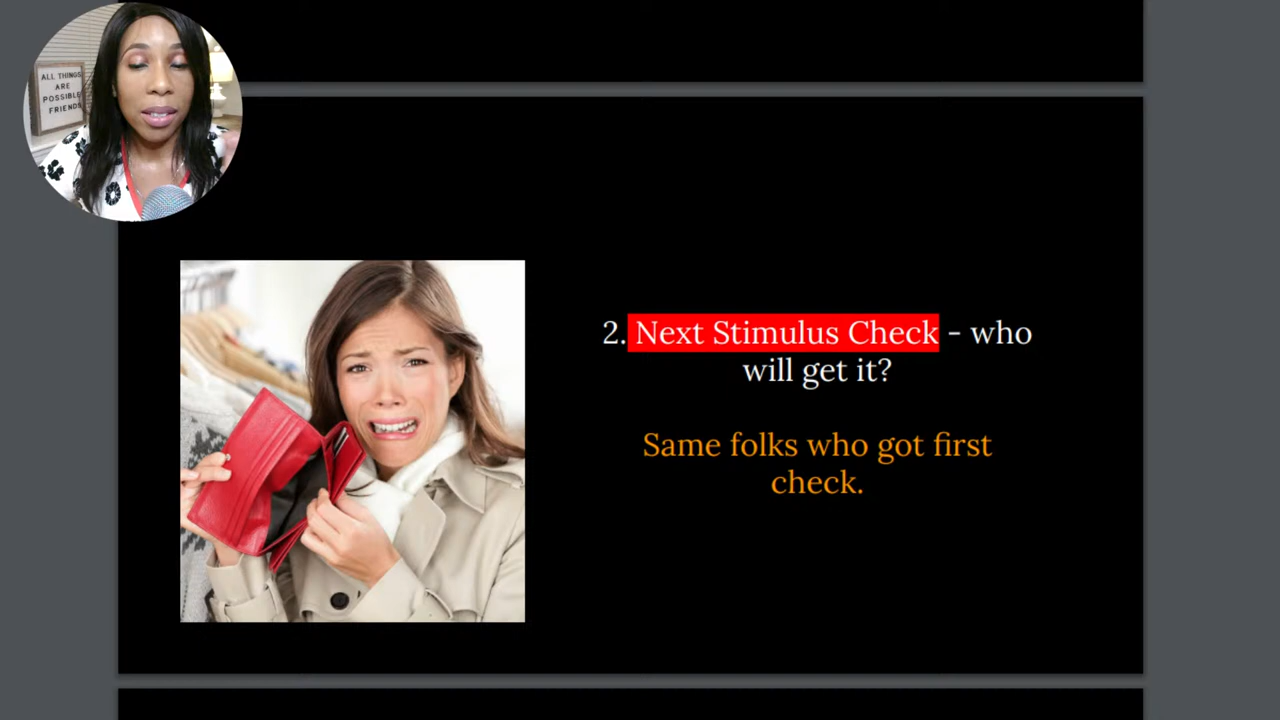 ALL THINGS
ARE
POSSIBLE
FRIENDS
2. Next Stimulus Check - who
will get it?
Same folks who got first
check.